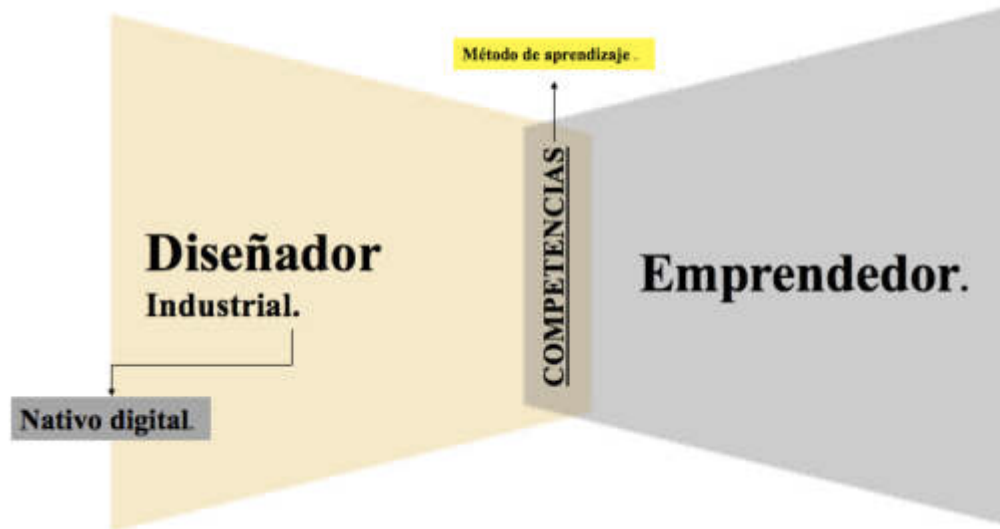 Método de aprendizaje.
COMPETENCIAS
Diseñador
Industrial.
Emprendedor.
Nativo digital.